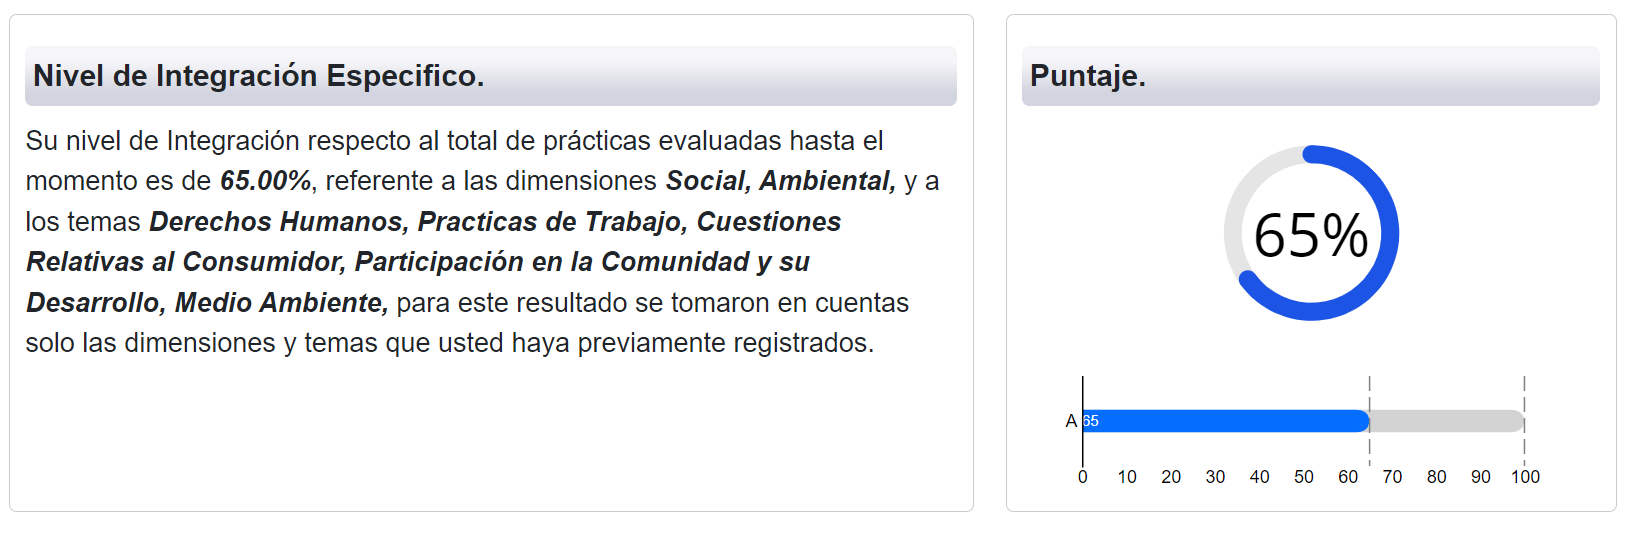 Nivel de Integración Especifico.
Su nivel de Integración respecto al total de prácticas evaluadas hasta el
momento es de 65.00%, referente a las dimensiones Social, Ambiental, y a
los temas Derechos Humanos, Practicas de Trabajo, Cuestiones
Relativas al Consumidor, Participación en la Comunidad y su
Desarrollo, Medio Ambiente, para este resultado se tomaron en cuentas
solo las dimensiones y temas que usted haya previamente registrados.
Puntaje.
65%
A 65
0 10 20 30 40 50 60 70 80 90 100